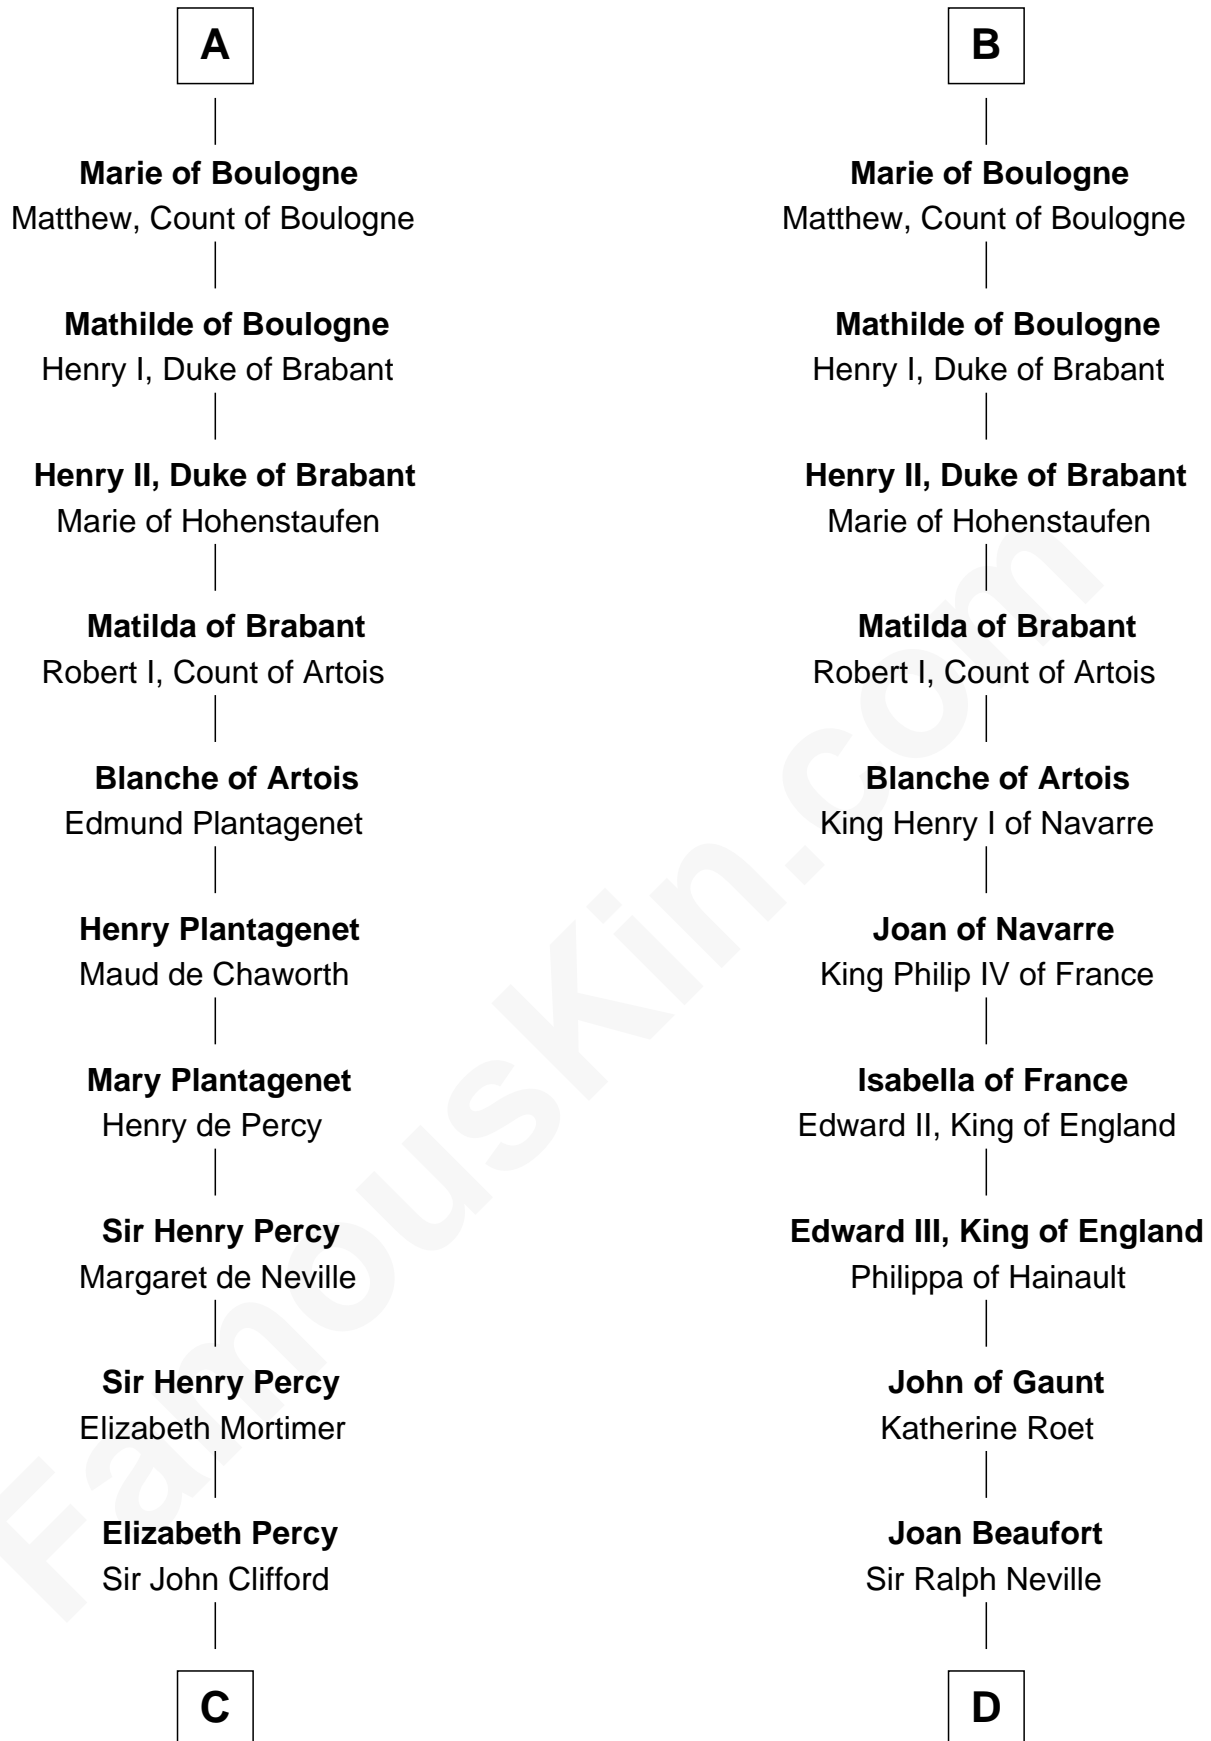 A
Marie of Boulogne
Matthew, Count of Boulogne
Mathilde of Boulogne
Henry I, Duke of Brabant
Henry II, Duke of Brabant
Marie of Hohenstaufen
Matilda of Brabant
Robert I, Count of Artois
Blanche of Artois
Edmund Plantagenet
Henry Plantagenet
Maud de Chaworth
Mary Plantagenet
Henry de Percy
Sir Henry Percy
Margaret de Neville
Sir Henry Percy
Elizabeth Mortimer
Elizabeth Percy
Sir John Clifford
C
B
Marie of Boulogne
Matthew, Count of Boulogne
Mathilde of Boulogne
Henry I, Duke of Brabant
Henry II, Duke of Brabant
Marie of Hohenstaufen
Matilda of Brabant
Robert I, Count of Artois
Blanche of Artois
King Henry I of Navarre
Joan of Navarre
King Philip IV of France
Isabella of France
Edward II, King of England
Edward III, King of England
Philippa of Hainault
John of Gaunt
Katherine Roet
Joan Beaufort
Sir Ralph Neville
D
FamousKin.com